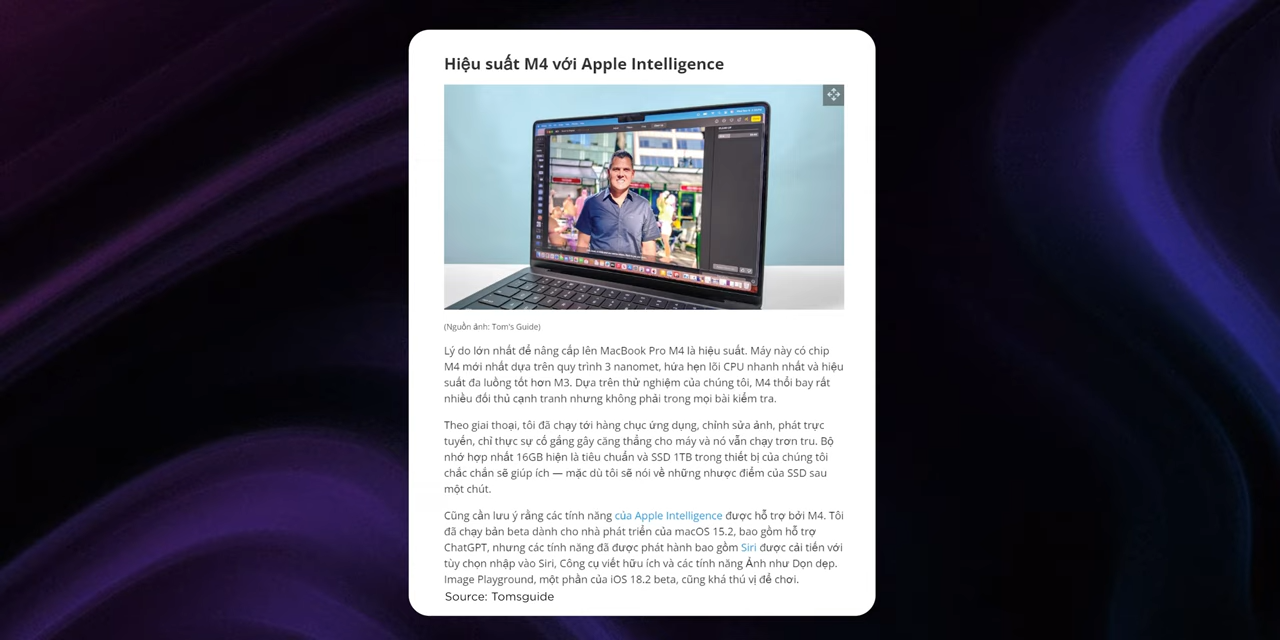 Hiệu suất M4 với Apple Intelligence
(Nguồn ảnh: Tom's Guide)
Lý do lớn nhất để nâng cấp lên MacBook Pro M4 là hiệu suất. Máy này có chip
M4 mới nhất dựa trên quy trình 3 nanomet, hứa hẹn lõi CPU nhanh nhất và hiệu
suất đa luồng tốt hơn M3. Dựa trên thử nghiệm của chúng tôi, M4 thổi bay rất
nhiều đối thủ cạnh tranh nhưng không phải trong mọi bài kiểm tra.
Theo giai thoại, tôi đã chạy tới hàng chục ứng dụng, chỉnh sửa ảnh, phát trực
tuyến, chỉ thực sự cố gắng gây căng thẳng cho máy và nó vẫn chạy trơn tru. Bộ
nhớ hợp nhất 16GB hiện là tiêu chuẩn và SSD 1TB trong thiết bị của chúng tôi
chắc chắn sẽ giúp ích — mặc dù tôi sẽ nói về những nhược điểm của SSD sau
một chút.
Cũng cần lưu ý rằng các tính năng của Apple Intelligence được hỗ trợ bởi M4. Tôi
đã chạy bản beta dành cho nhà phát triển của macOS 15.2, bao gồm hỗ trợ
ChatGPT, nhưng các tính năng đã được phát hành bao gồm Siri được cải tiến với
tùy chọn nhập vào Siri, Công cụ viết hữu ích và các tính năng Ảnh như Dọn dẹp.
Image Playground, một phần của iOS 18.2 beta, cũng khá thú vị để chơi.
Source: Tomsguide